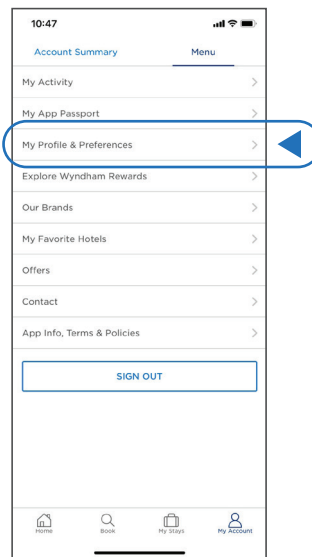 10:47
Account Summary Menu
My Activity
My App Passport
My Profile & Preferences
Explore Wyndham Rewards
Our Brands
My Favorite Hotels
Offers
Contact
App Info, Terms & Policies
SIGN OUT
Home Book My Stays My Account